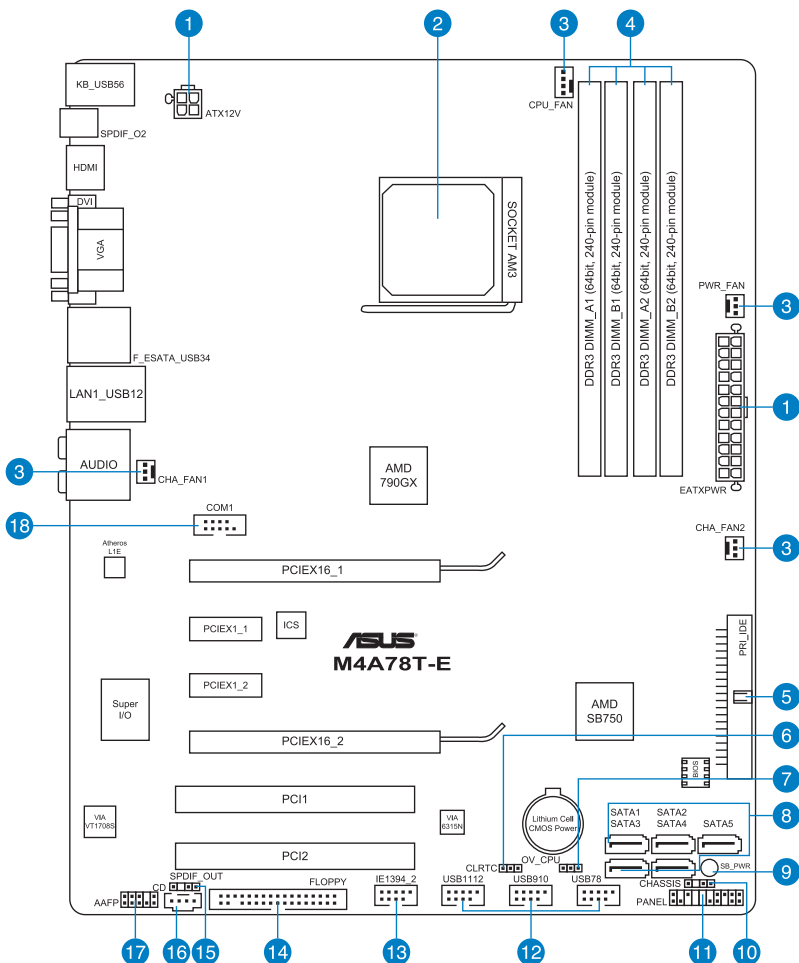 1
2
3
4
KB_USB56
ATX12V
CPU_FAN
SPDIF_O2
HDMI
DVI
VGA
SOCKET AM3
DDR3 DIMM_A1 (64bit, 240-pin module)
DDR3 DIMM_B1 (64bit, 240-pin module)
DDR3 DIMM_A2 (64bit, 240-pin module)
DDR3 DIMM_B2 (64bit, 240-pin module)
PWR_FAN
3
F_ESATA_USB34
LAN1_USB12
1
AUDIO
3
CHA_FAN1
AMD
790GX
EATXPWR
COM1
18
CHA_FAN2
3
Atheros
L1E
PCIEX16_1
PCIEX1_1
ICS
ASUS
M4A78T-E
PRI_IDE
PCIEX1_2
Super
I/O
AMD
SB750
5
PCIEX16_2
6
BIOS
7
PCI1
VIA
VT1708S
VIA
6315N
Lithium Cell
CMOS Power
SATA1
SATA3
SATA2
SATA4
SATA5
8
PCI2
CLRTC
OV_CPU
SB_PWR
9
SPDIF_OUT
CD
FLOPPY
IE1394_2
USB1112
USB910
USB78
CHASSIS
AAFP
PANEL
17
16
15
14
13
12
11
10